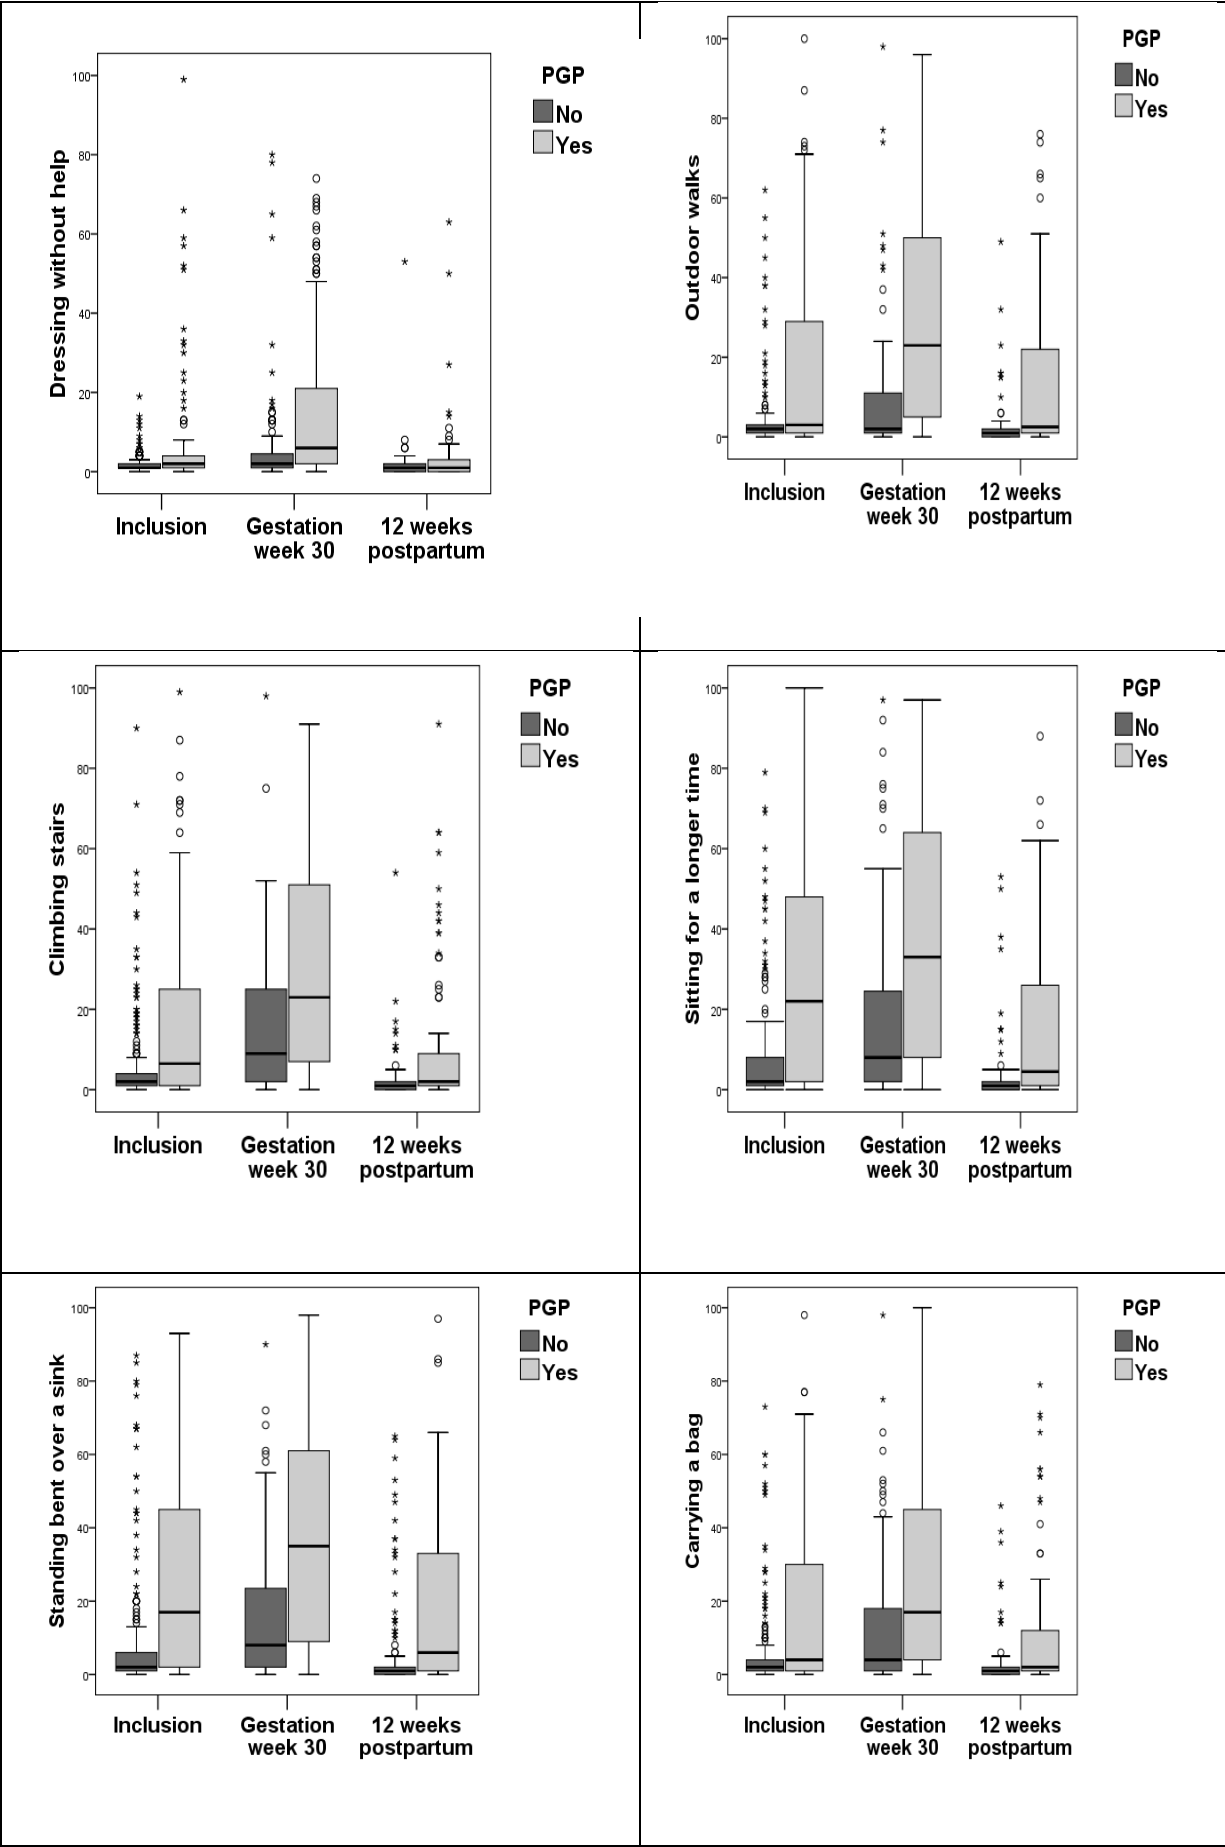 Dressing without help
100
80
60
40
20
0
Inclusion
Gestation
week 30
12 weeks
postpartum
PGP
No
Yes
Outdoor walks
100
80
60
40
20
0
Inclusion
Gestation
week 30
12 weeks
postpartum
PGP
No
Yes
Climbing stairs
100
80
60
40
20
0
Inclusion
Gestation
week 30
12 weeks
postpartum
PGP
No
Yes
Sitting for a longer time
100
80
60
40
20
0
Inclusion
Gestation
week 30
12 weeks
postpartum
PGP
No
Yes
Standing bent over a sink
100
80
60
40
20
0
Inclusion
Gestation
week 30
12 weeks
postpartum
PGP
No
Yes
Carrying a bag
100
80
60
40
20
0
Inclusion
Gestation
week 30
12 weeks
postpartum
PGP
No
Yes